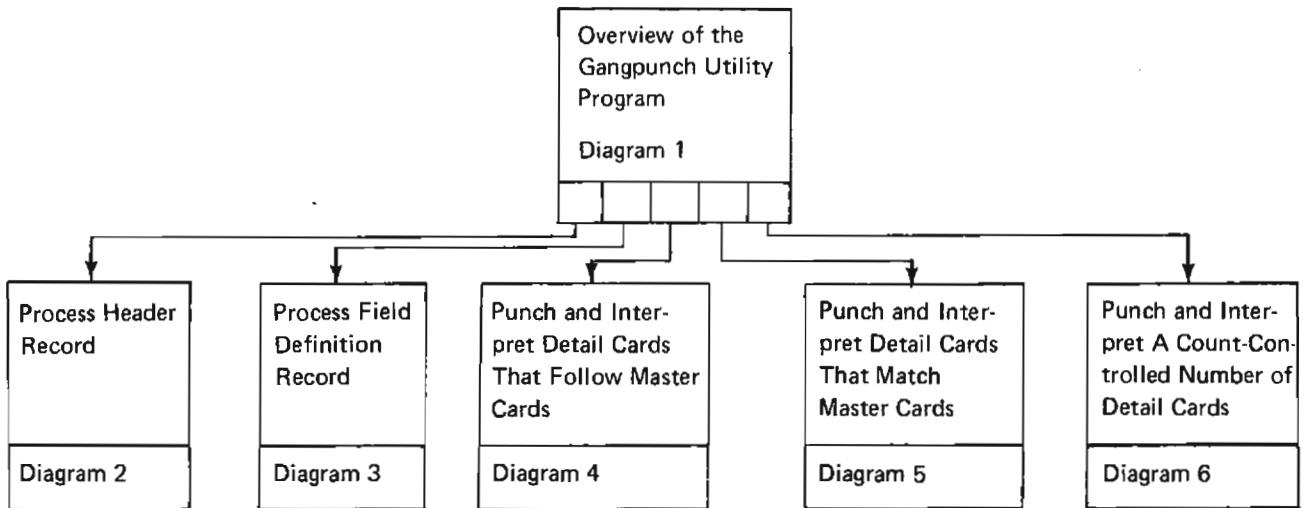 Overview of the
Gangpunch Utility
Program
Diagram 1
Process Header
Record
Diagram 2
Process Field
Definition
Record
Diagram 3
Punch and Inter-
pret Detail Cards
That Follow Master
Cards
Diagram 4
Punch and Inter-
pret Detail Cards
That Match
Master Cards
Diagram 5
Punch and Inter-
pret A Count-Con-
trolled Number of
Detail Cards
Diagram 6